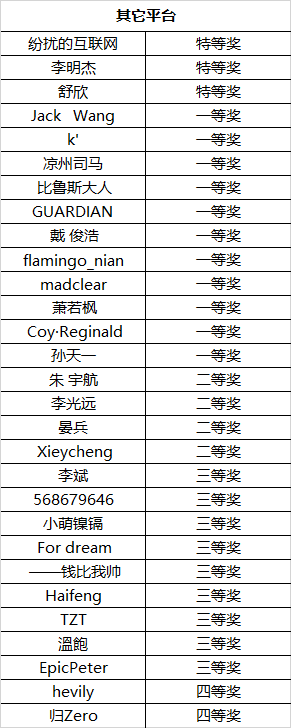 其它平台
纷扰的互联网 特等奖
李明杰 特等奖
舒欣 特等奖
Jack Wang 一等奖
k' 一等奖
凉州司马 一等奖
比鲁斯大人 一等奖
GUARDIAN 一等奖
戴 俊浩 一等奖
flamingo_nian 一等奖
madclear 一等奖
萧若枫 一等奖
Coy·Reginald 一等奖
孙天一 一等奖
朱 宇航 二等奖
李光远 二等奖
晏兵 二等奖
Xieycheng 二等奖
李斌 三等奖
568679646 三等奖
小萌镍镉 三等奖
For dream 三等奖
——钱比我帅 三等奖
Haifeng 三等奖
TZT 三等奖
溫飽 三等奖
EpicPeter 三等奖
hevily 四等奖
归Zero 四等奖